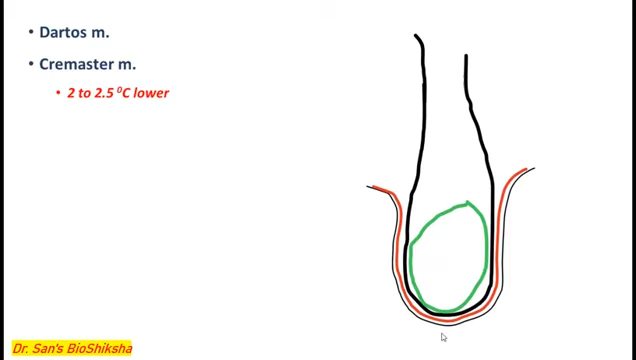 • Dartos m.
• Cremaster m.
• 2 to 2.5 ⁰C lower
Dr. San's BioShiksha